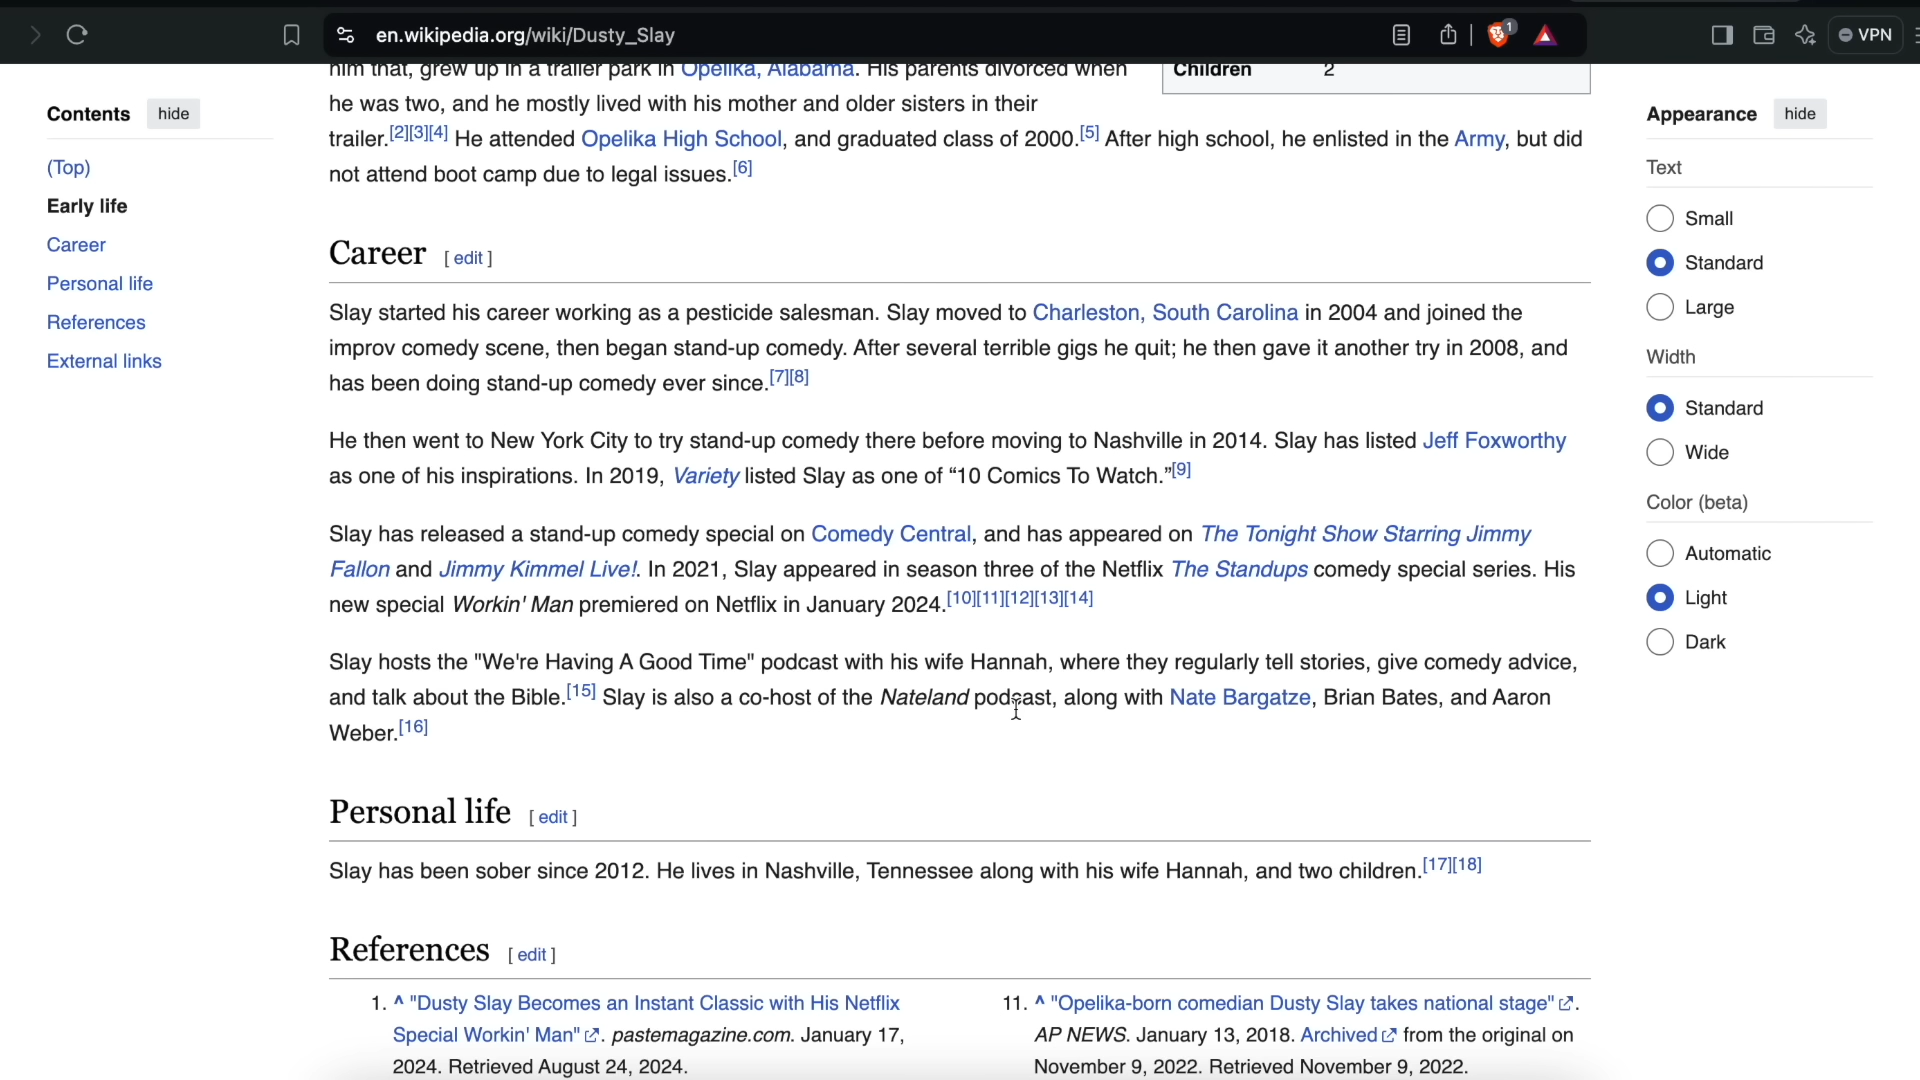 en.wikipedia.org/wiki/Dusty_Slay
1
VPN
Contents hide
(Top)
Early life
Career
Personal life
References
External links
him that, grew up in a trailer park in Opelika, Alabama. His parents divorced when
he was two, and he mostly lived with his mother and older sisters in their
trailer.[2][3][4] He attended Opelika High School, and graduated class of 2000.[5] After high school, he enlisted in the Army, but did
not attend boot camp due to legal issues.[6]
Children 2
Career [ edit ]
Slay started his career working as a pesticide salesman. Slay moved to Charleston, South Carolina in 2004 and joined the
improv comedy scene, then began stand-up comedy. After several terrible gigs he quit; he then gave it another try in 2008, and
has been doing stand-up comedy ever since.[7][8]
He then went to New York City to try stand-up comedy there before moving to Nashville in 2014. Slay has listed Jeff Foxworthy
as one of his inspirations. In 2019, Variety listed Slay as one of “10 Comics To Watch.”[9]
Slay has released a stand-up comedy special on Comedy Central, and has appeared on The Tonight Show Starring Jimmy
Fallon and Jimmy Kimmel Live!. In 2021, Slay appeared in season three of the Netflix The Standups comedy special series. His
new special Workin' Man premiered on Netflix in January 2024.[10][11][12][13][14]
Slay hosts the "We're Having A Good Time" podcast with his wife Hannah, where they regularly tell stories, give comedy advice,
and talk about the Bible.[15] Slay is also a co-host of the Nateland podcast, along with Nate Bargatze, Brian Bates, and Aaron
Weber.[16]
Personal life [ edit ]
Slay has been sober since 2012. He lives in Nashville, Tennessee along with his wife Hannah, and two children.[17][18]
References [ edit ]
1. ^ "Dusty Slay Becomes an Instant Classic with His Netflix
Special Workin' Man". pastemagazine.com. January 17,
2024. Retrieved August 24, 2024.
11. ^ "Opelika-born comedian Dusty Slay takes national stage".
AP NEWS. January 13, 2018. Archived from the original on
November 9, 2022. Retrieved November 9, 2022.
Appearance hide
Text
Small
Standard
Large
Width
Standard
Wide
Color (beta)
Automatic
Light
Dark